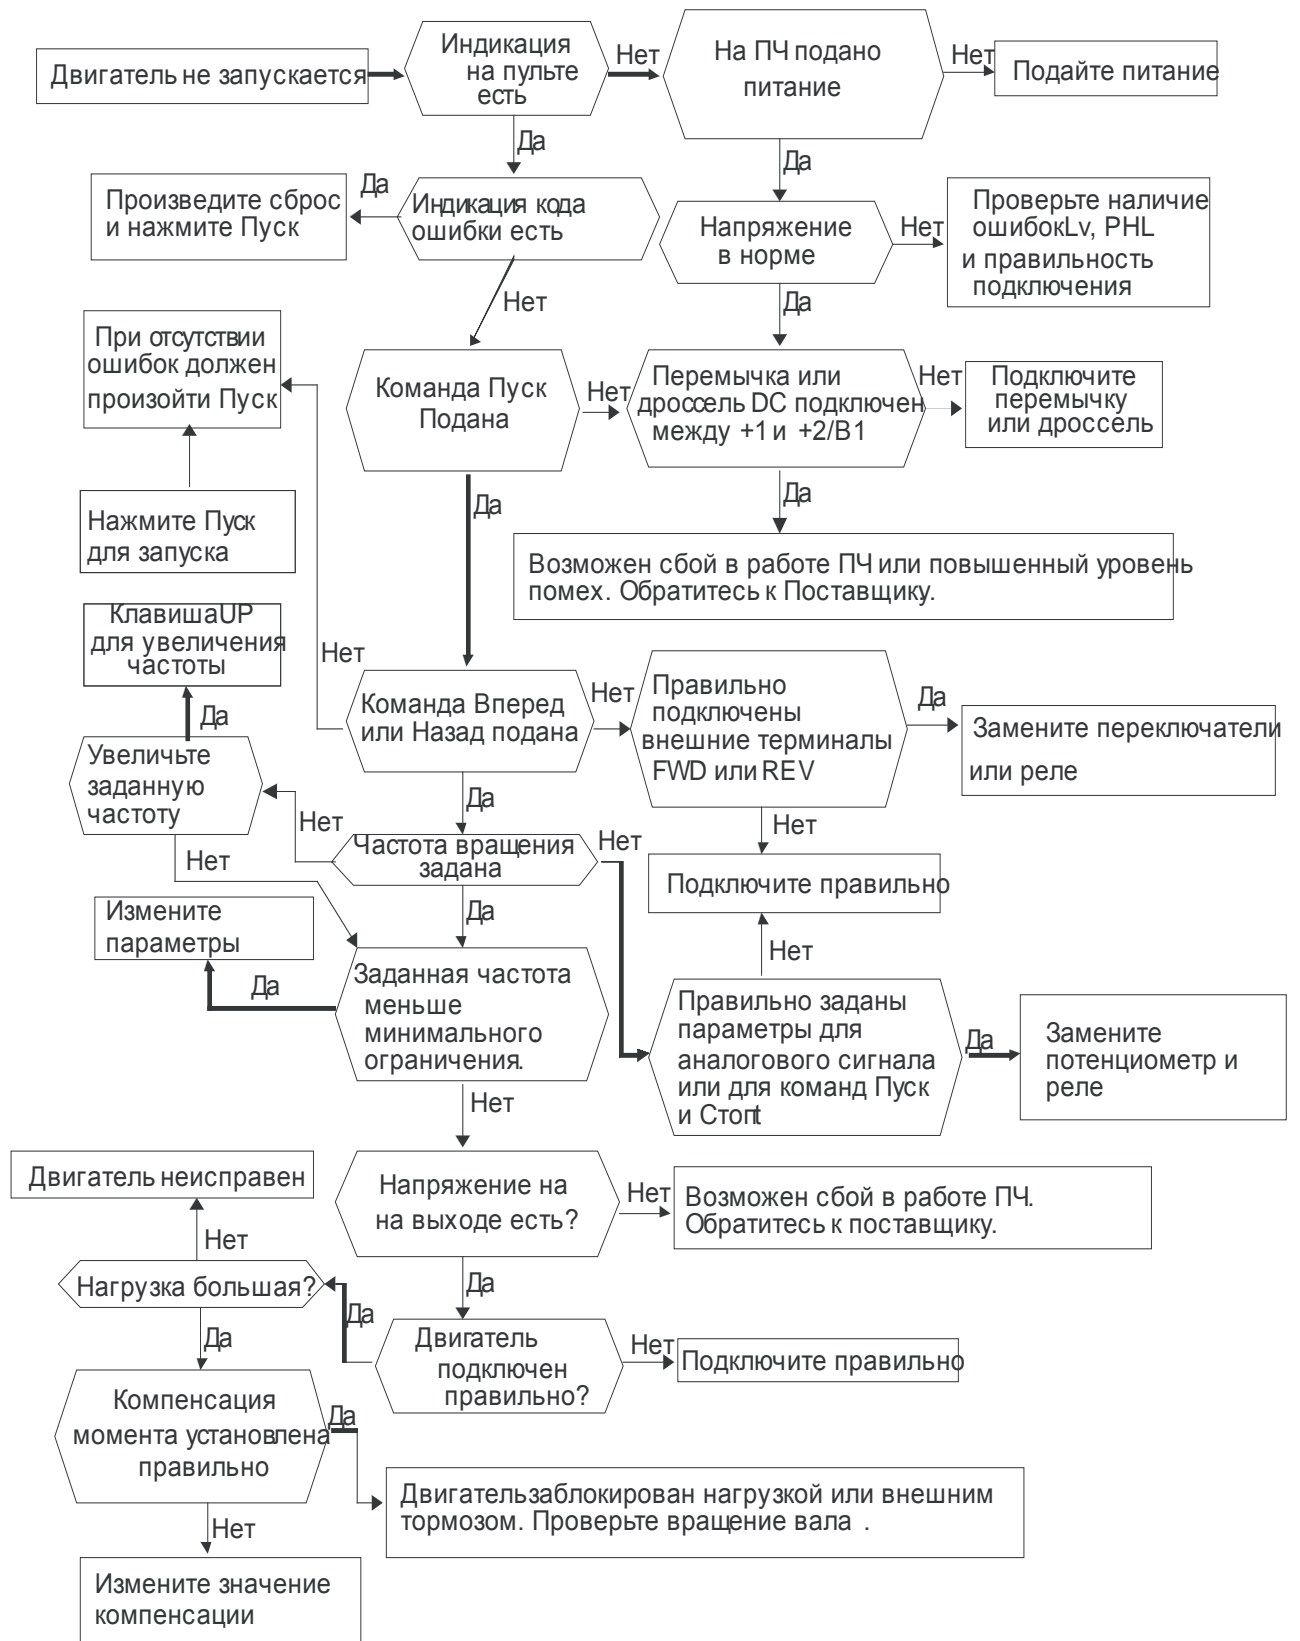 Двигатель не запускается
Индикация
на пульте
есть
Нет
На ПЧ подано
питание
Нет
Подайте питание
Да
Да
Произведите сброс
и нажмите Пуск
Да
Индикация кода
ошибки есть
Напряжение
в норме
Нет
Проверьте наличие
ошибокLv, PHL
и правильность
подключения
Нет
Да
При отсутствии
ошибок должен
произойти Пуск
Команда Пуск
Подана
Нет
Перемычка или
дроссель DC подключен
между +1 и +2/B1
Нет
Подключите
перемычку
или дроссель
Да
Да
Нажмите Пуск
для запуска
Возможен сбой в работе ПЧ или повышенный уровень
помех. Обратитесь к Поставщику.
КлавишаUP
для увеличения
частоты
Нет
Да
Команда Вперед
или Назад подана
Нет
Правильно
подключены
внешние терминалы
FWD или REV
Да
Замените переключатели
или реле
Увеличьте
заданную
частоту
Да
Нет
Нет
Нет
Частота вращения
задана
Нет
Подключите правильно
Да
Измените
параметры
Нет
Да
Заданная частота
меньше
минимального
ограничения.
Правильно заданы
параметры для
аналогового сигнала
или для команд Пуск
и Стопt
Да
Замените
потенциометр и
реле
Нет
Двигатель неисправен
Напряжение на
на выходе есть?
Нет
Возможен сбой в работе ПЧ.
Обратитесь к поставщику.
Нет
Нагрузка большая?
Да
Да
Да
Двигатель
подключен
правильно?
Нет
Подключите правильно
Компенсация
момента установлена
правильно
Да
Двигательзаблокирован нагрузкой или внешним
тормозом. Проверьте вращение вала .
Нет
Измените значение
компенсации